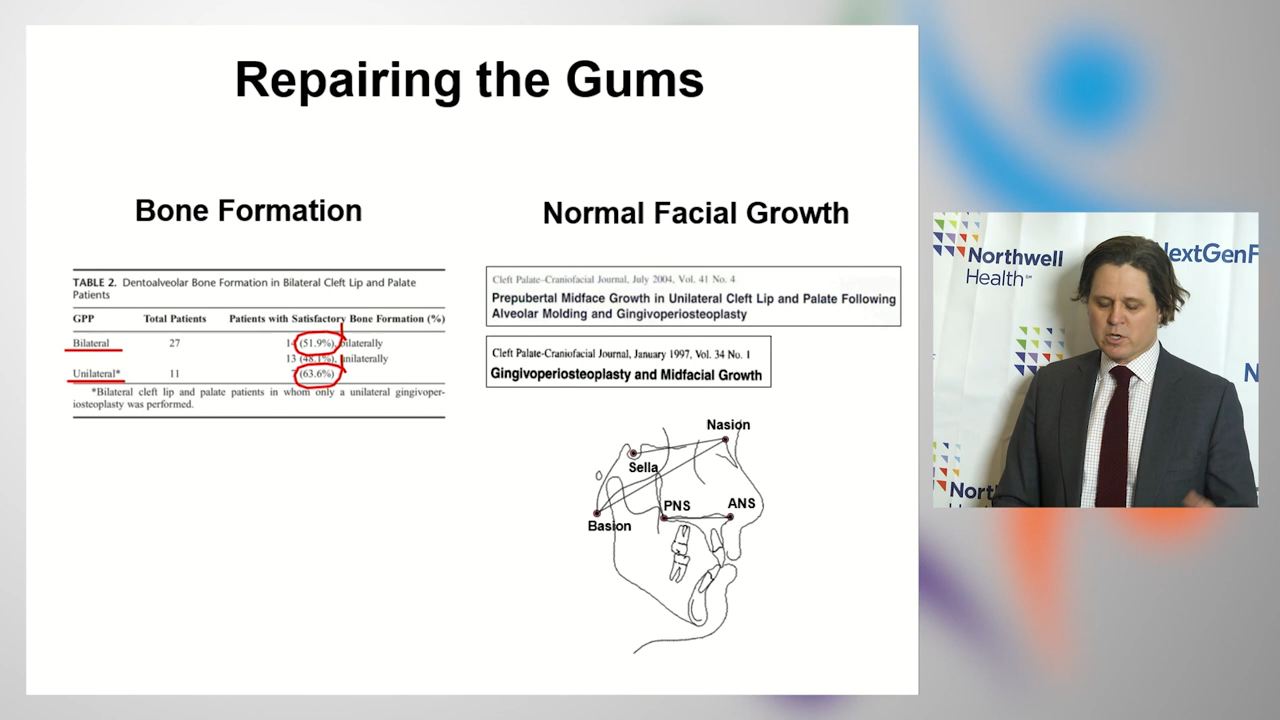 Repairing the Gums
Bone Formation
Normal Facial Growth
TABLE 2. Dentoalveolar Bone Formation in Bilateral Cleft Lip and Palate
Patients
GPP Total Patients Patients with Satisfactory Bone Formation (%)
Bilateral 27 14 (51.9%), bilaterally
13 (48.1%), unilaterally
Unilateral* 11 7 (63.6%)
*Bilateral cleft lip and palate patients in whom only a unilateral gingivoper-
iosteoplasty was performed.
Cleft Palate–Craniofacial Journal, July 2004, Vol. 41 No. 4
Prepubertal Midface Growth in Unilateral Cleft Lip and Palate Following
Alveolar Molding and Gingivoperiosteoplasty
Cleft Palate-Craniofacial Journal, January 1997, Vol. 34 No. 1
Gingivoperiosteoplasty and Midfacial Growth
Nasion
Sella
PNS
ANS
Basion
Northwell
Health
NextGenF
N
Nort